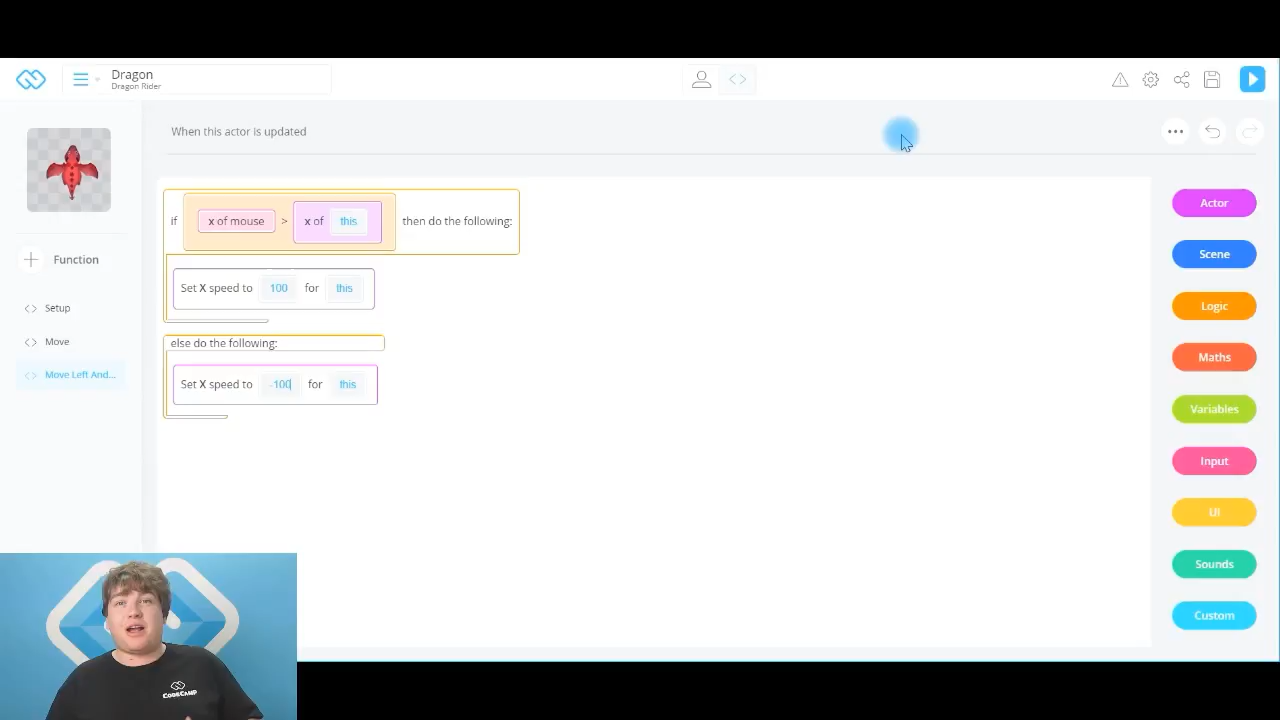 Dragon
Dragon Rider
When this actor is updated
if x of mouse > x of this then do the following:
Set X speed to 100 for this
else do the following:
Set X speed to -100 for this
Function
Setup
Move
Move Left And...
Actor
Scene
Logic
Maths
Variables
Input
UI
Sounds
Custom
CODECAMP